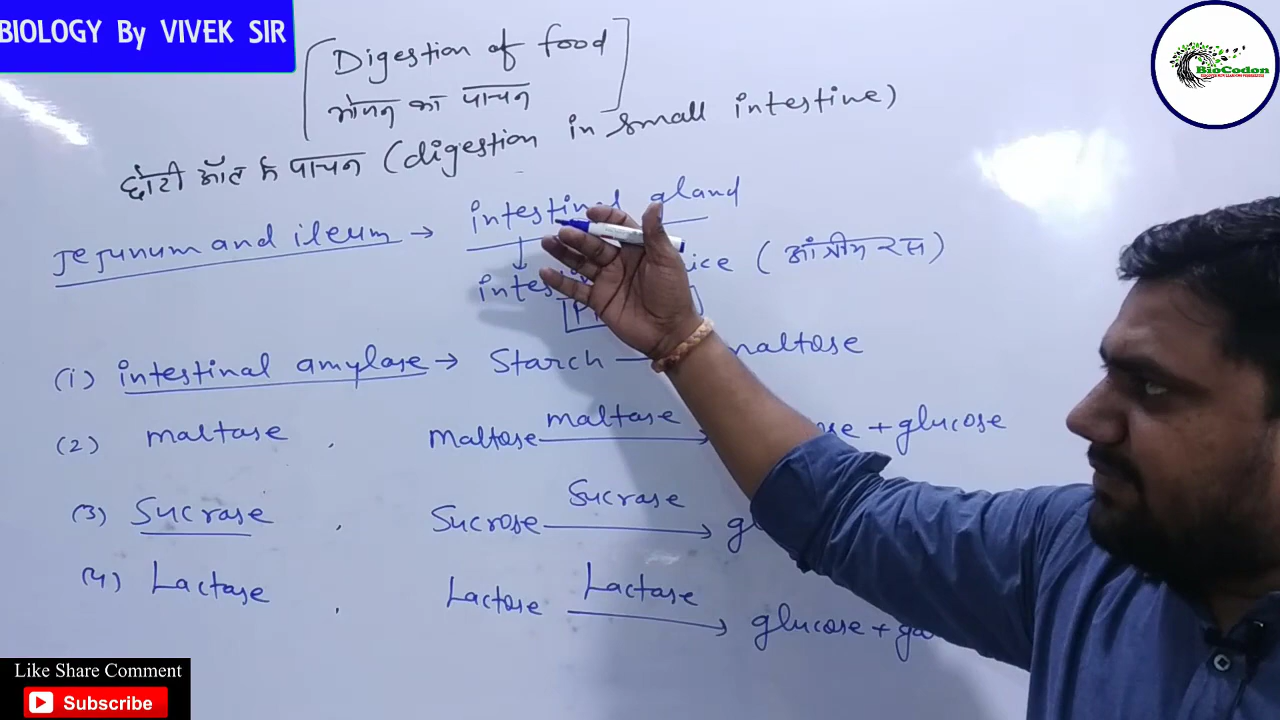 BIOLOGY By VIVEK SIR
BioCodon
[Digestion of food
भोजन का पाचन]
छोटी आँत में पाचन (digestion in small intestine)
Jejunum and ileum → intestinal gland
↓
(आंत्रीय रस)
(1) intestinal amylase → Starch maltose
(2) maltase , maltose maltase → + glucose
(3) Sucrase , Sucrose Sucrase →
(4) Lactase , Lactose Lactase → glucose +
Like Share Comment
Subscribe